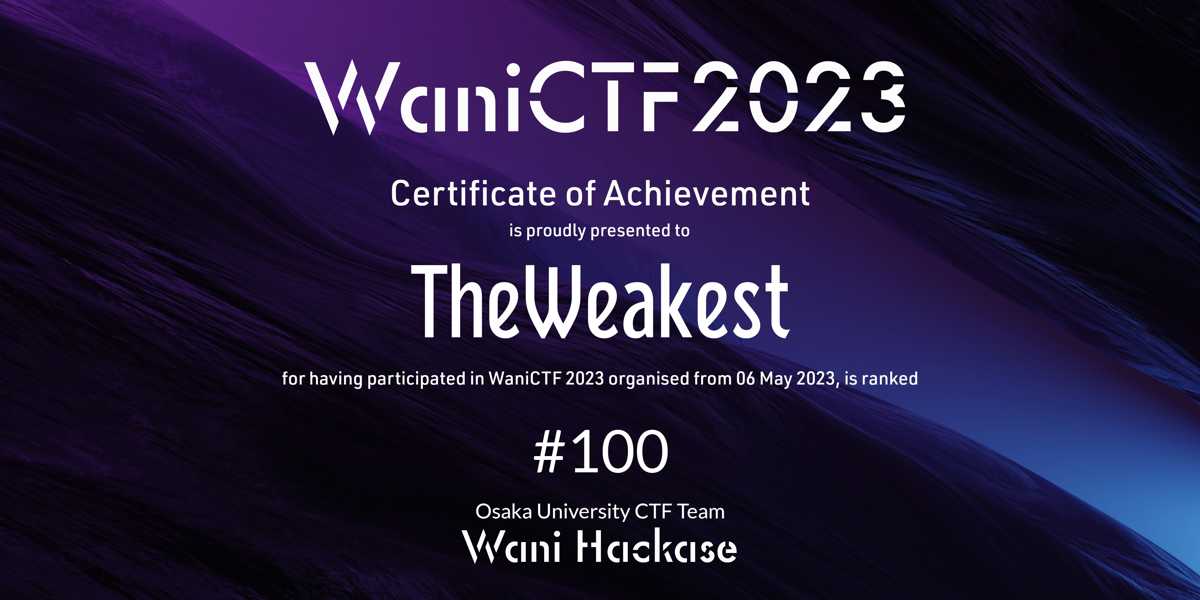 WaniCTF2023
Certificate of Achievement
is proudly presented to
TheWeakest
for having participated in WaniCTF 2023 organised from 06 May 2023, is ranked
#100
Osaka University CTF Team
Wani Hackase